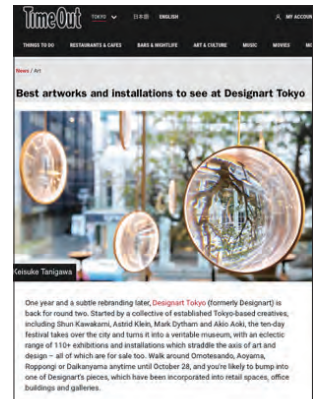 TimeOut TOKYO 日本語 ENGLISH MY ACCOUN
THINGS TO DO RESTAURANTS & CAFES BARS & NIGHTLIFE ART & CULTURE MUSIC MOVIES
News / Art
Best artworks and installations to see at Designart Tokyo
Keisuke Tanigawa
One year and a subtle rebranding later, Designart Tokyo (formerly Designart) is
back for round two. Started by a collective of established Tokyo-based creatives,
including Shun Kawakami, Astrid Klein, Mark Dytham and Akio Aoki, the ten-day
festival takes over the city and turns it into a veritable museum, with an eclectic
range of 110+ exhibitions and installations which straddle the axis of art and
design – all of which are for sale too. Walk around Omotesando, Aoyama,
Roppongi or Daikanyama anytime until October 28, and you're likely to bump into
one of Designart's pieces, which have been incorporated into retail spaces, office
buildings and galleries.